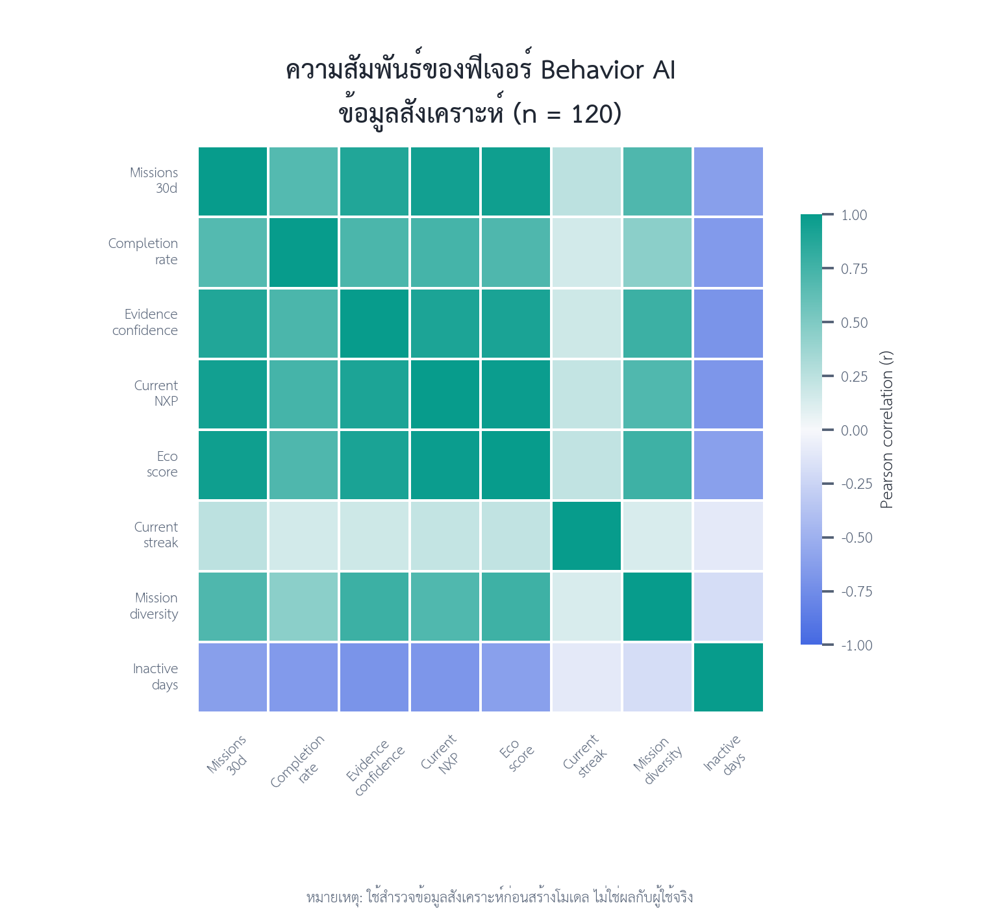 ความสัมพันธ์ของฟีเจอร์ Behavior AI
ข้อมูลสังเคราะห์ (n = 120)
Missions
30d
Completion
rate
Evidence
confidence
Current
NXP
Eco
score
Current
streak
Mission
diversity
Inactive
days
Missions
30d
Completion
rate
Evidence
confidence
Current
NXP
Eco
score
Current
streak
Mission
diversity
Inactive
days
1.00
0.75
0.50
0.25
0.00
-0.25
-0.50
-0.75
-1.00
Pearson correlation (r)
หมายเหตุ: ใช้สำรวจข้อมูลสังเคราะห์ก่อนสร้างโมเดล ไม่ใช่ผลกับผู้ใช้จริง